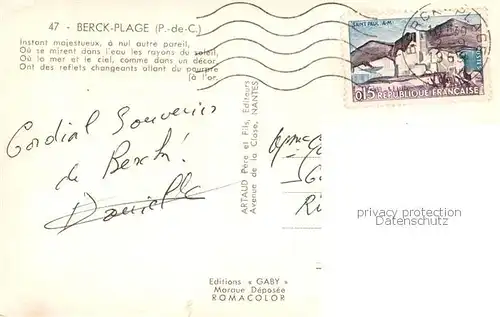 47 - BERCK-PLAGE (P.-de-C.)
Instant majestueux, à nul autre pareil,
Où se mirent dans l'eau les rayons du soleil,
Où la mer et le ciel, comme dans un décor,
Ont des reflets changeants allant du pourpre
[à l'or.
SAINT PAUL
POSTES
0,15 REPUBLIQUE FRANÇAISE
Cordial Souvenir
de Berck!
Danielle
ARTAUD Père et Fils, Editeurs
Avenue de la Close, NANTES
privacy protection
Datenschutz
Editions « GABY »
Marque Déposée
ROMACOLOR